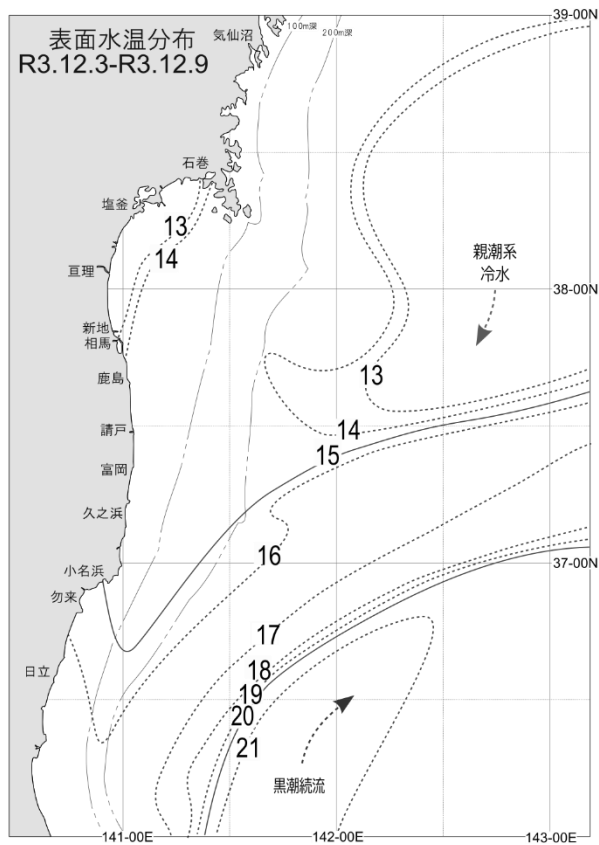 表面水温分布
R3.12.3-R3.12.9
気仙沼
100m深
200m深
39-00N
石巻
塩釜
13
14
亘理
親潮系
冷水
38-00N
新地
相馬
鹿島
13
請戸
14
15
富岡
久之浜
16
37-00N
小名浜
勿来
17
日立
18
19
20
21
黒潮続流
141-00E
142-00E
143-00E